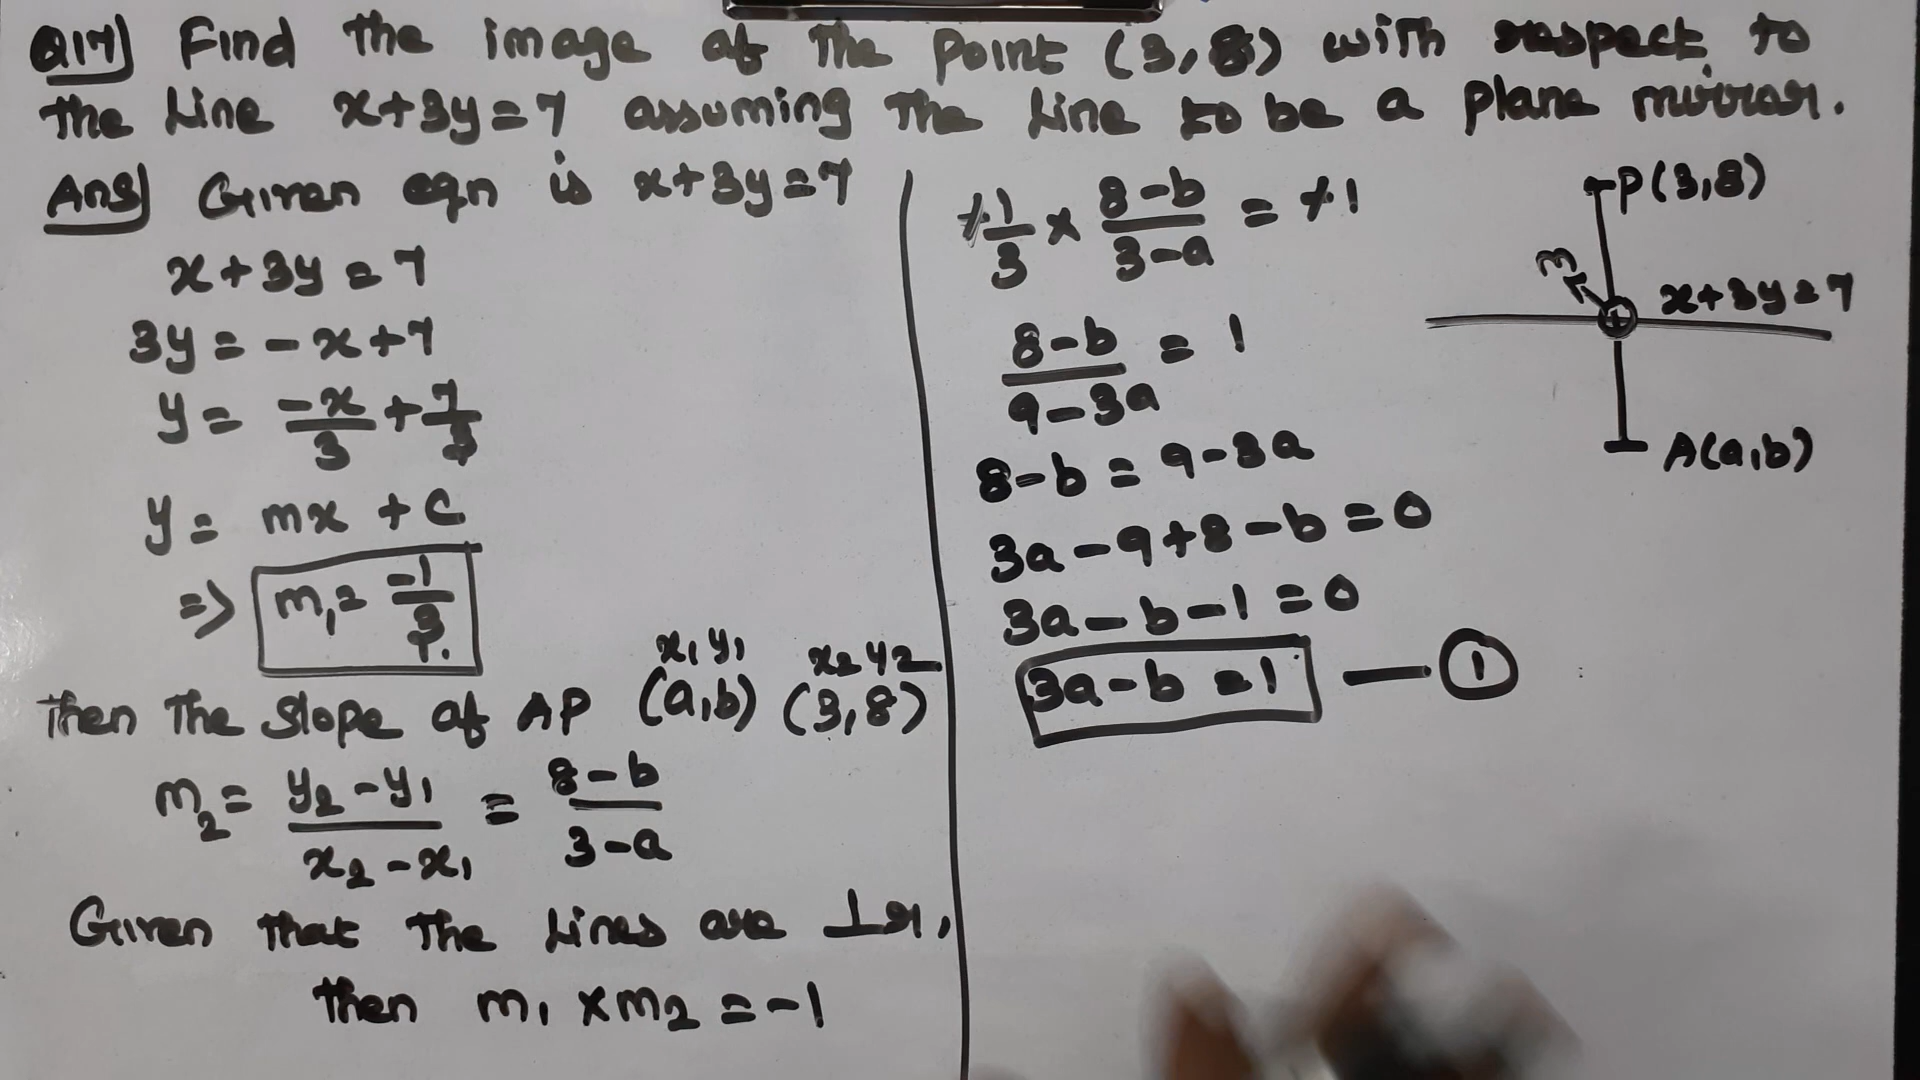 Q17) Find the image of the point (3,8) with respect to
the line x+3y=7 assuming the line to be a plane mirror.
Ans) Given eqn is x+3y=7
x+3y=7
3y=-x+7
y= -x/3 + 7/3
y= mx +c
=> m₁= -1/3.
Then the slope of AP (a,b) (3,8)
x₁ y₁ x₂ y₂
m₂= y₂-y₁/x₂-x₁ = 8-b/3-a
Given that the lines are ⊥r,
then m₁ x m₂ = -1
-1/3 x 8-b/3-a = -1
8-b/9-3a = 1
8-b = 9-3a
3a-9+8-b=0
3a-b-1=0
3a-b=1 — ①
P(3,8)
m
x+3y=7
A(a,b)